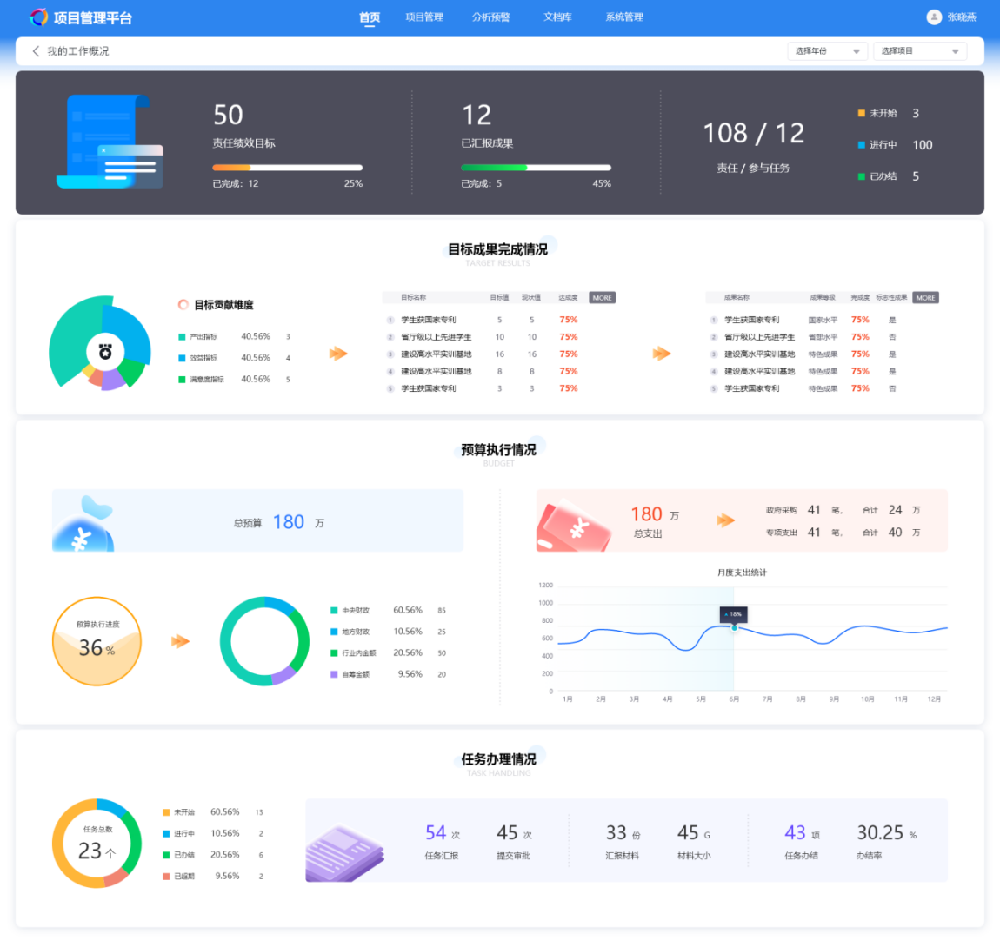 项目管理平台 首页 项目管理 分析预警 文档库 系统管理 张晓燕
我的工作概况 选择年份 选择项目
50
责任绩效目标
已完成：12 25%
12
已汇报成果
已完成：5 45%
108 / 12
责任 / 参与任务
未开始 3
进行中 100
已办结 5
目标成果完成情况
TARGET RESULTS
目标贡献难度
产出指标 40.56% 3
效益指标 40.56% 4
满意度指标 40.56% 5
目标名称 目标值 现状值 达成度 MORE
1 学生获国家专利 5 5 75%
2 省厅级以上先进学生 10 10 75%
3 建设高水平实训基地 16 16 75%
4 建设高水平实训基地 8 8 75%
5 学生获国家专利 3 3 75%
成果名称 成果等级 完成度 标志性成果 MORE
1 学生获国家专利 国家水平 75% 是
2 省厅级以上先进学生 省部水平 75% 否
3 建设高水平实训基地 特色成果 75% 是
4 建设高水平实训基地 特色成果 75% 是
5 学生获国家专利 特色成果 75% 否
预算执行情况
BUDGET
总预算 180 万
预算执行进度
36 %
中央财政 60.56% 85
地方财政 10.56% 25
行业内金额 20.56% 50
自筹金额 9.56% 20
180 万
总支出
政府采购 41 笔， 合计 24 万
专项支出 41 笔， 合计 40 万
月度支出统计
1200
1000
800
600
400
200
0
18%
1月 2月 3月 4月 5月 6月 7月 8月 9月 10月 11月 12月
任务办理情况
TASK HANDLING
任务总数
23 个
未开始 60.56% 13
进行中 10.56% 2
已办结 20.56% 6
已超期 9.56% 2
54 次 45 次 33 份 45 G 43 项 30.25 %
任务汇报 提交审批 汇报材料 材料大小 任务办结 办结率